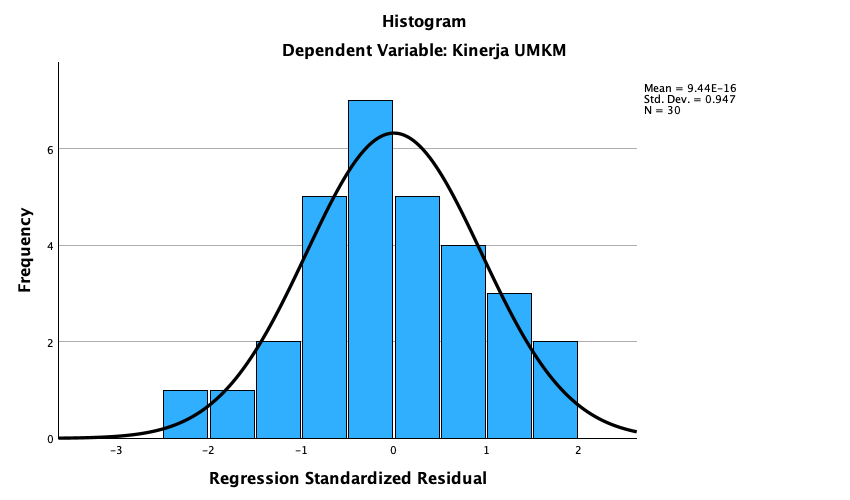 Histogram
Dependent Variable: Kinerja UMKM
Mean = 9.44E-16
Std. Dev. = 0.947
N = 30
Frequency
6
4
2
0
-3 -2 -1 0 1 2
Regression Standardized Residual